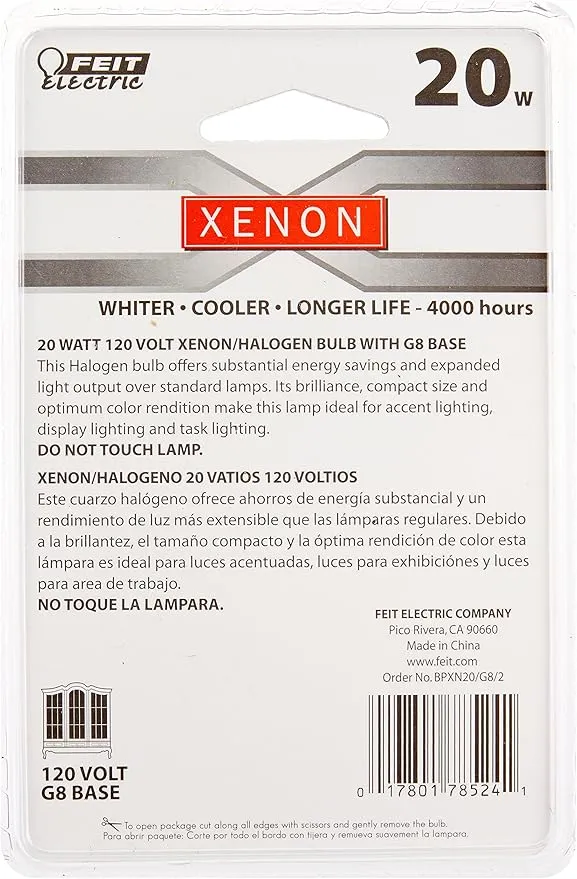 FEIT
Electric
20 W
XENON
WHITER • COOLER • LONGER LIFE - 4000 hours
20 WATT 120 VOLT XENON/HALOGEN BULB WITH G8 BASE
This Halogen bulb offers substantial energy savings and expanded
light output over standard lamps. Its brilliance, compact size and
optimum color rendition make this lamp ideal for accent lighting,
display lighting and task lighting.
DO NOT TOUCH LAMP.
XENON/HALOGENO 20 VATIOS 120 VOLTIOS
Este cuarzo halógeno ofrece ahorros de energía substancial y un
rendimiento de luz más extensible que las lámparas regulares. Debido
a la brillantez, el tamaño compacto y la óptima rendición de color esta
lámpara es ideal para luces acentuadas, luces para exhibiciónes y luces
para area de trabajo.
NO TOQUE LA LAMPARA.
FEIT ELECTRIC COMPANY
Pico Rivera, CA 90660
Made in China
www.feit.com
Order No. BPXN20/G8/2
120 VOLT
G8 BASE
0 17801 78524 1
To open package cut along all edges with scissors and gently remove the bulb.
Para abrir paquete: Corte por todo el bordo con tijera y remueva suavement la lampara.